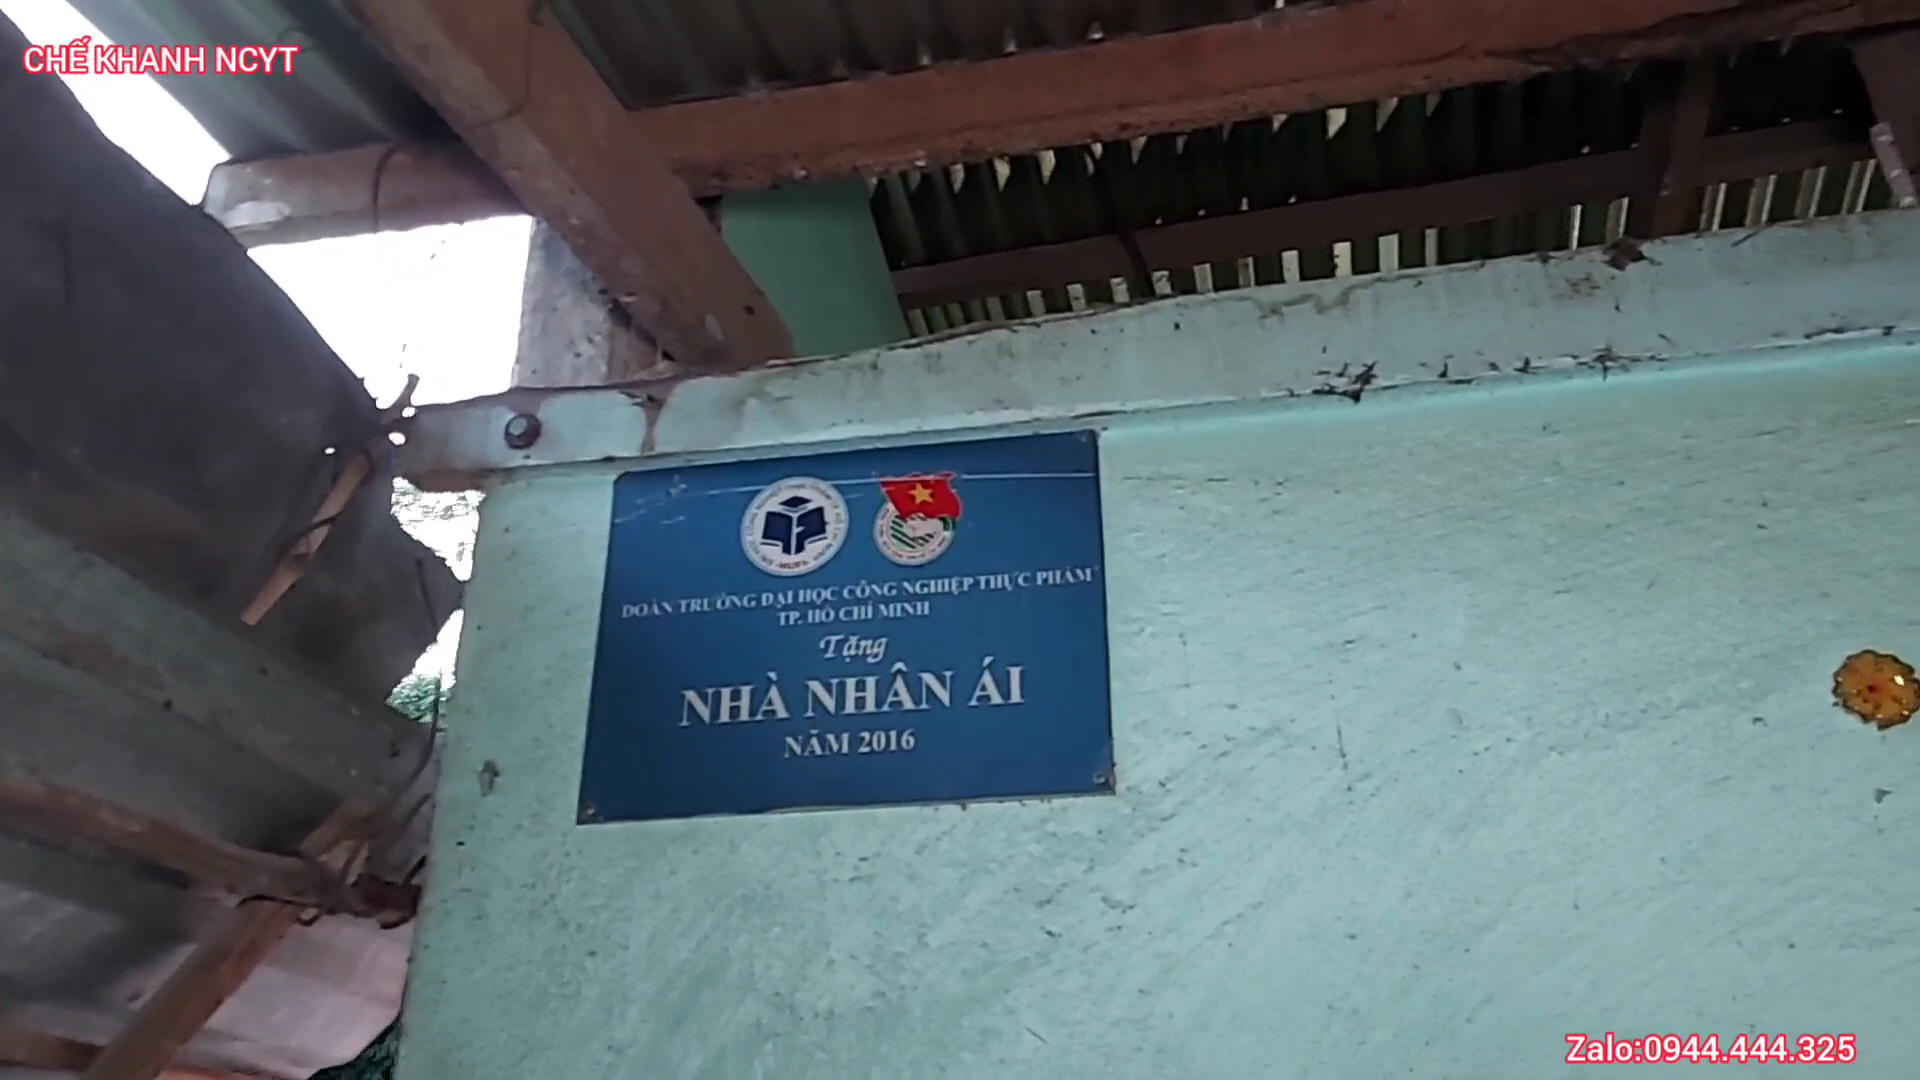 CHẾ KHANH NCYT
ĐOÀN TRƯỜNG ĐẠI HỌC CÔNG NGHIỆP THỰC PHẨM
TP. HỒ CHÍ MINH
Tặng
NHÀ NHÂN ÁI
NĂM 2016
Zalo:0944.444.325